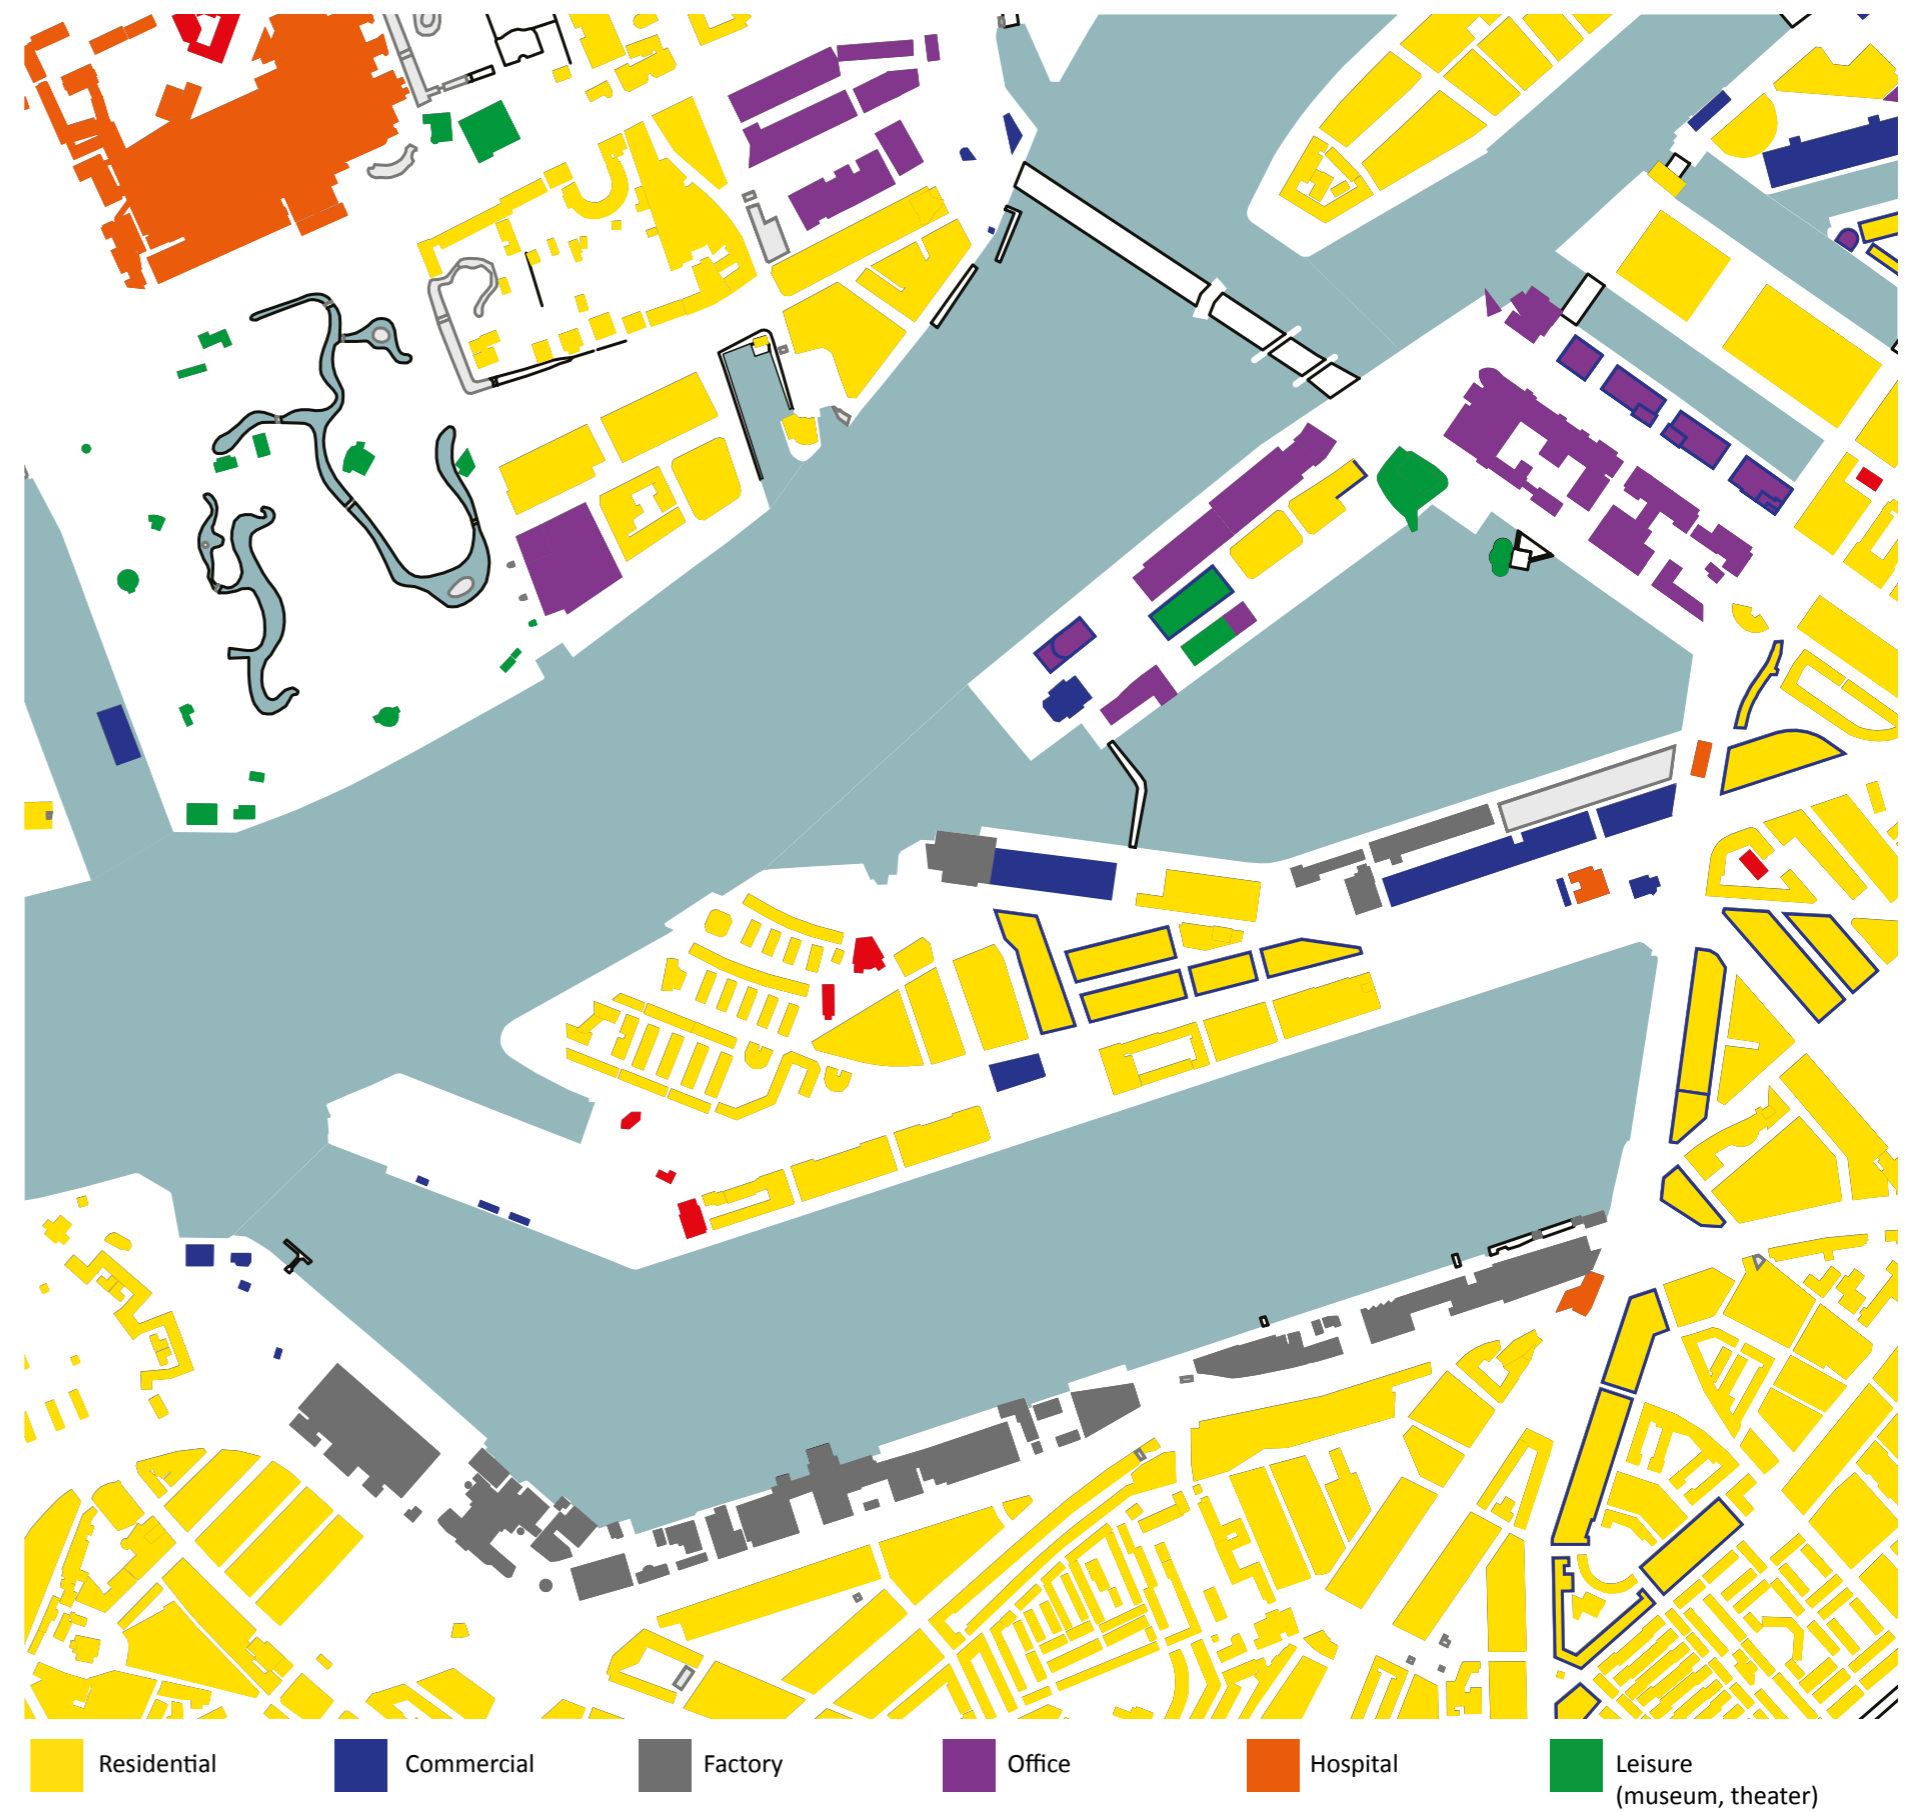 Residential
Commercial
Factory
Office
Hospital
Leisure
(museum, theater)